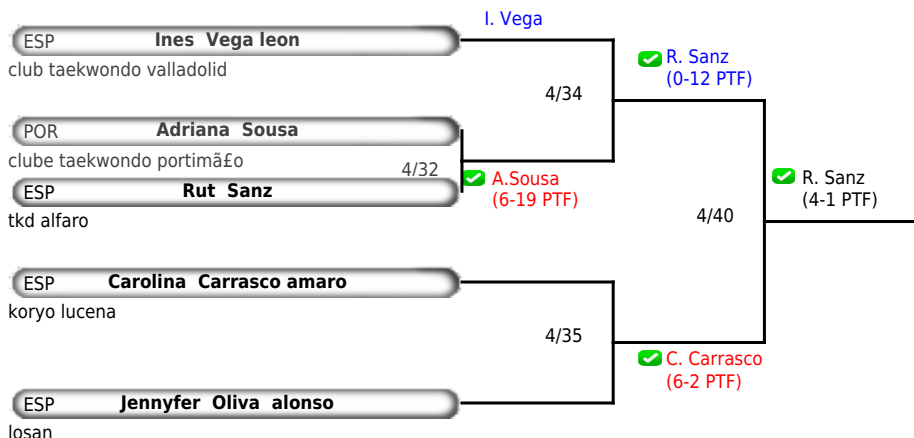 I. Vega
ESP Ines Vega leon
club taekwondo valladolid
R. Sanz
(0-12 PTF)
4/34
POR Adriana Sousa
clube taekwondo portimã£o
4/32
A.Sousa
(6-19 PTF)
ESP Rut Sanz
tkd alfaro
R. Sanz
(4-1 PTF)
4/40
ESP Carolina Carrasco amaro
koryo lucena
4/35
C. Carrasco
(6-2 PTF)
ESP Jennyfer Oliva alonso
losan